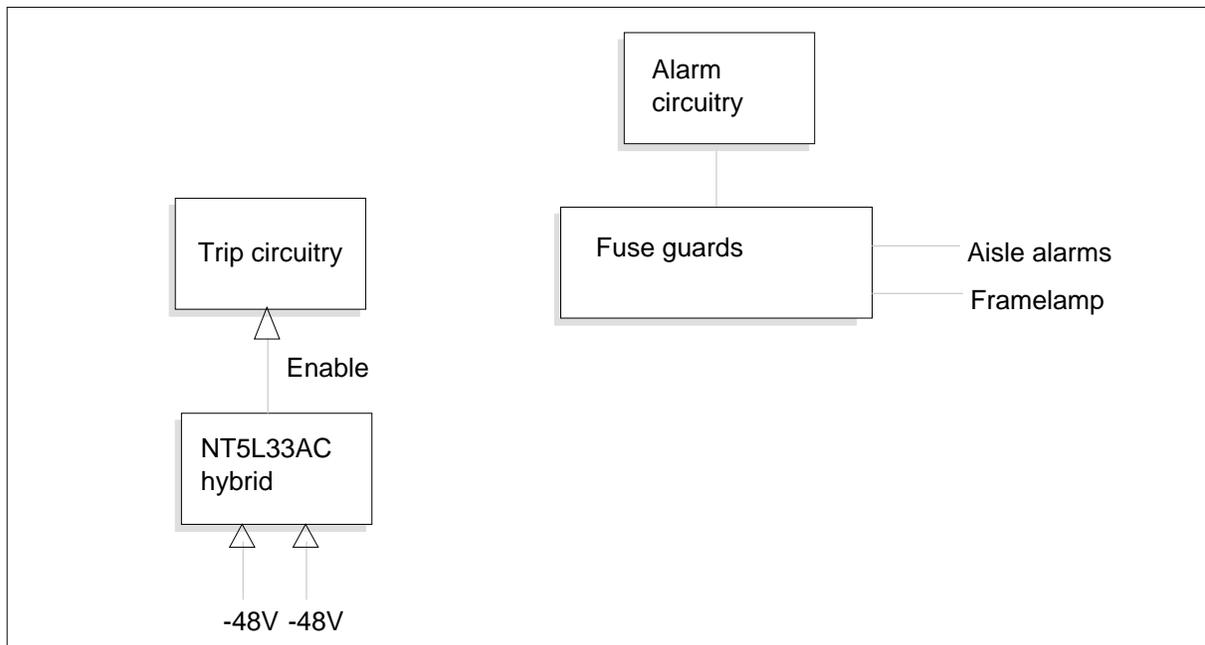 Alarm
circuitry
Trip circuitry
Fuse guards
Aisle alarms
Framelamp
Enable
NT5L33AC
hybrid
-48V -48V